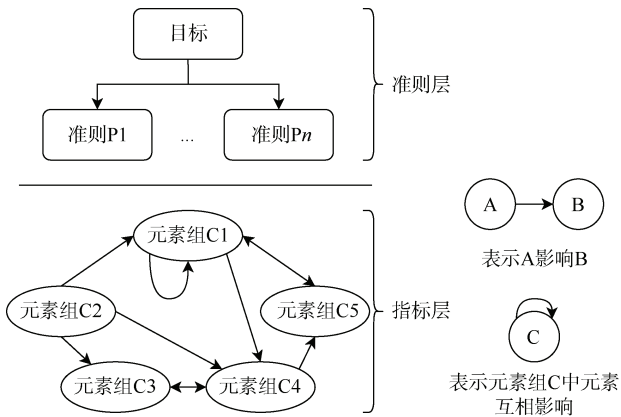 目标
准则P1
...
准则Pn
准则层
元素组C1
元素组C2
元素组C5
元素组C3
元素组C4
指标层
A
B
表示A影响B
C
表示元素组C中元素
互相影响